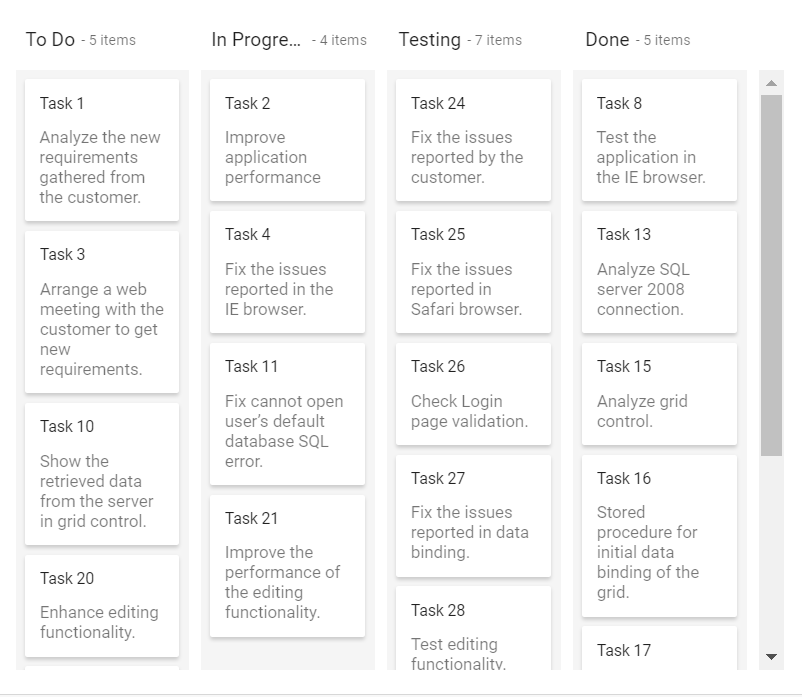 To Do - 5 items
Task 1
Analyze the new
requirements
gathered from
the customer.
Task 3
Arrange a web
meeting with the
customer to get
new
requirements.
Task 10
Show the
retrieved data
from the server
in grid control.
Task 20
Enhance editing
functionality.
In Progre... - 4 items
Task 2
Improve
application
performance
Task 4
Fix the issues
reported in the
IE browser.
Task 11
Fix cannot open
user’s default
database SQL
error.
Task 21
Improve the
performance of
the editing
functionality.
Testing - 7 items
Task 24
Fix the issues
reported by the
customer.
Task 25
Fix the issues
reported in
Safari browser.
Task 26
Check Login
page validation.
Task 27
Fix the issues
reported in data
binding.
Task 28
Test editing
functionality.
Done - 5 items
Task 8
Test the
application in
the IE browser.
Task 13
Analyze SQL
server 2008
connection.
Task 15
Analyze grid
control.
Task 16
Stored
procedure for
initial data
binding of the
grid.
Task 17